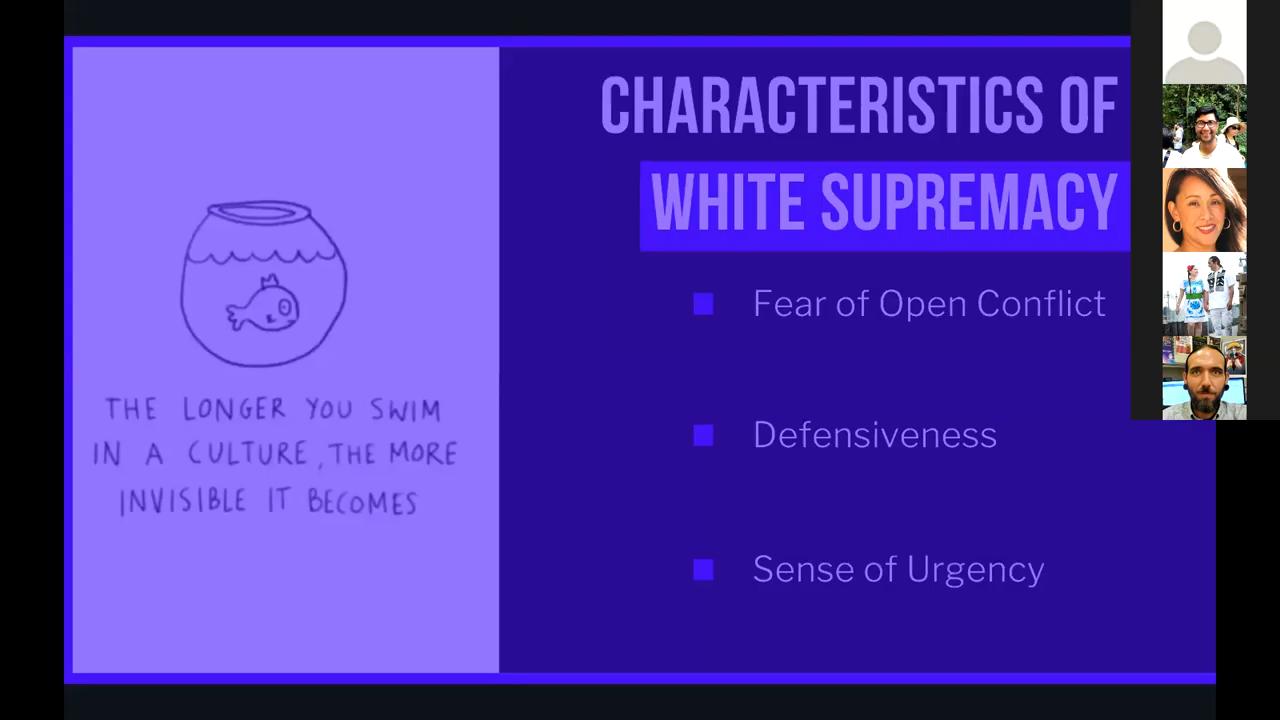 CHARACTERISTICS OF
WHITE SUPREMACY
Fear of Open Conflict
Defensiveness
Sense of Urgency
THE LONGER YOU SWIM
IN A CULTURE, THE MORE
INVISIBLE IT BECOMES